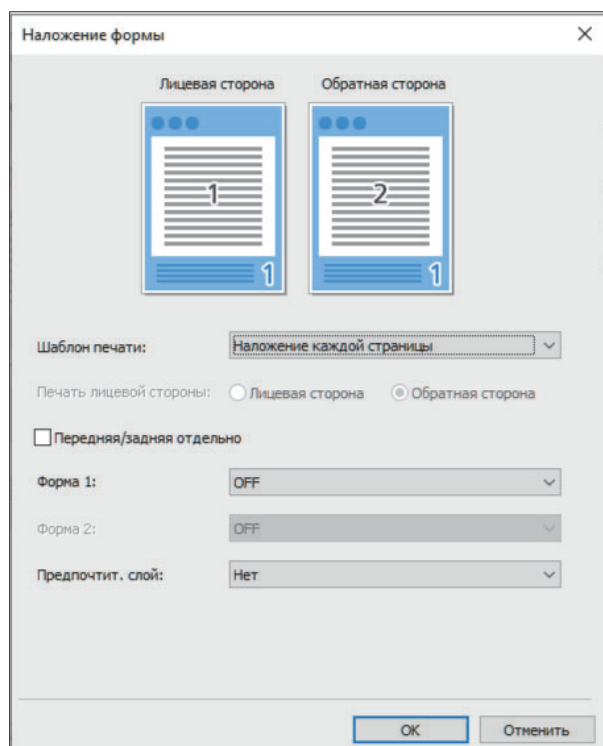 Наложение формы
Лицевая сторона Обратная сторона
1 2
1 1
Шаблон печати: Наложение каждой страницы
Печать лицевой стороны: Лицевая сторона Обратная сторона
Передняя/задняя отдельно
Форма 1: OFF
Форма 2: OFF
Предпочтит. слой: Нет
OK Отменить